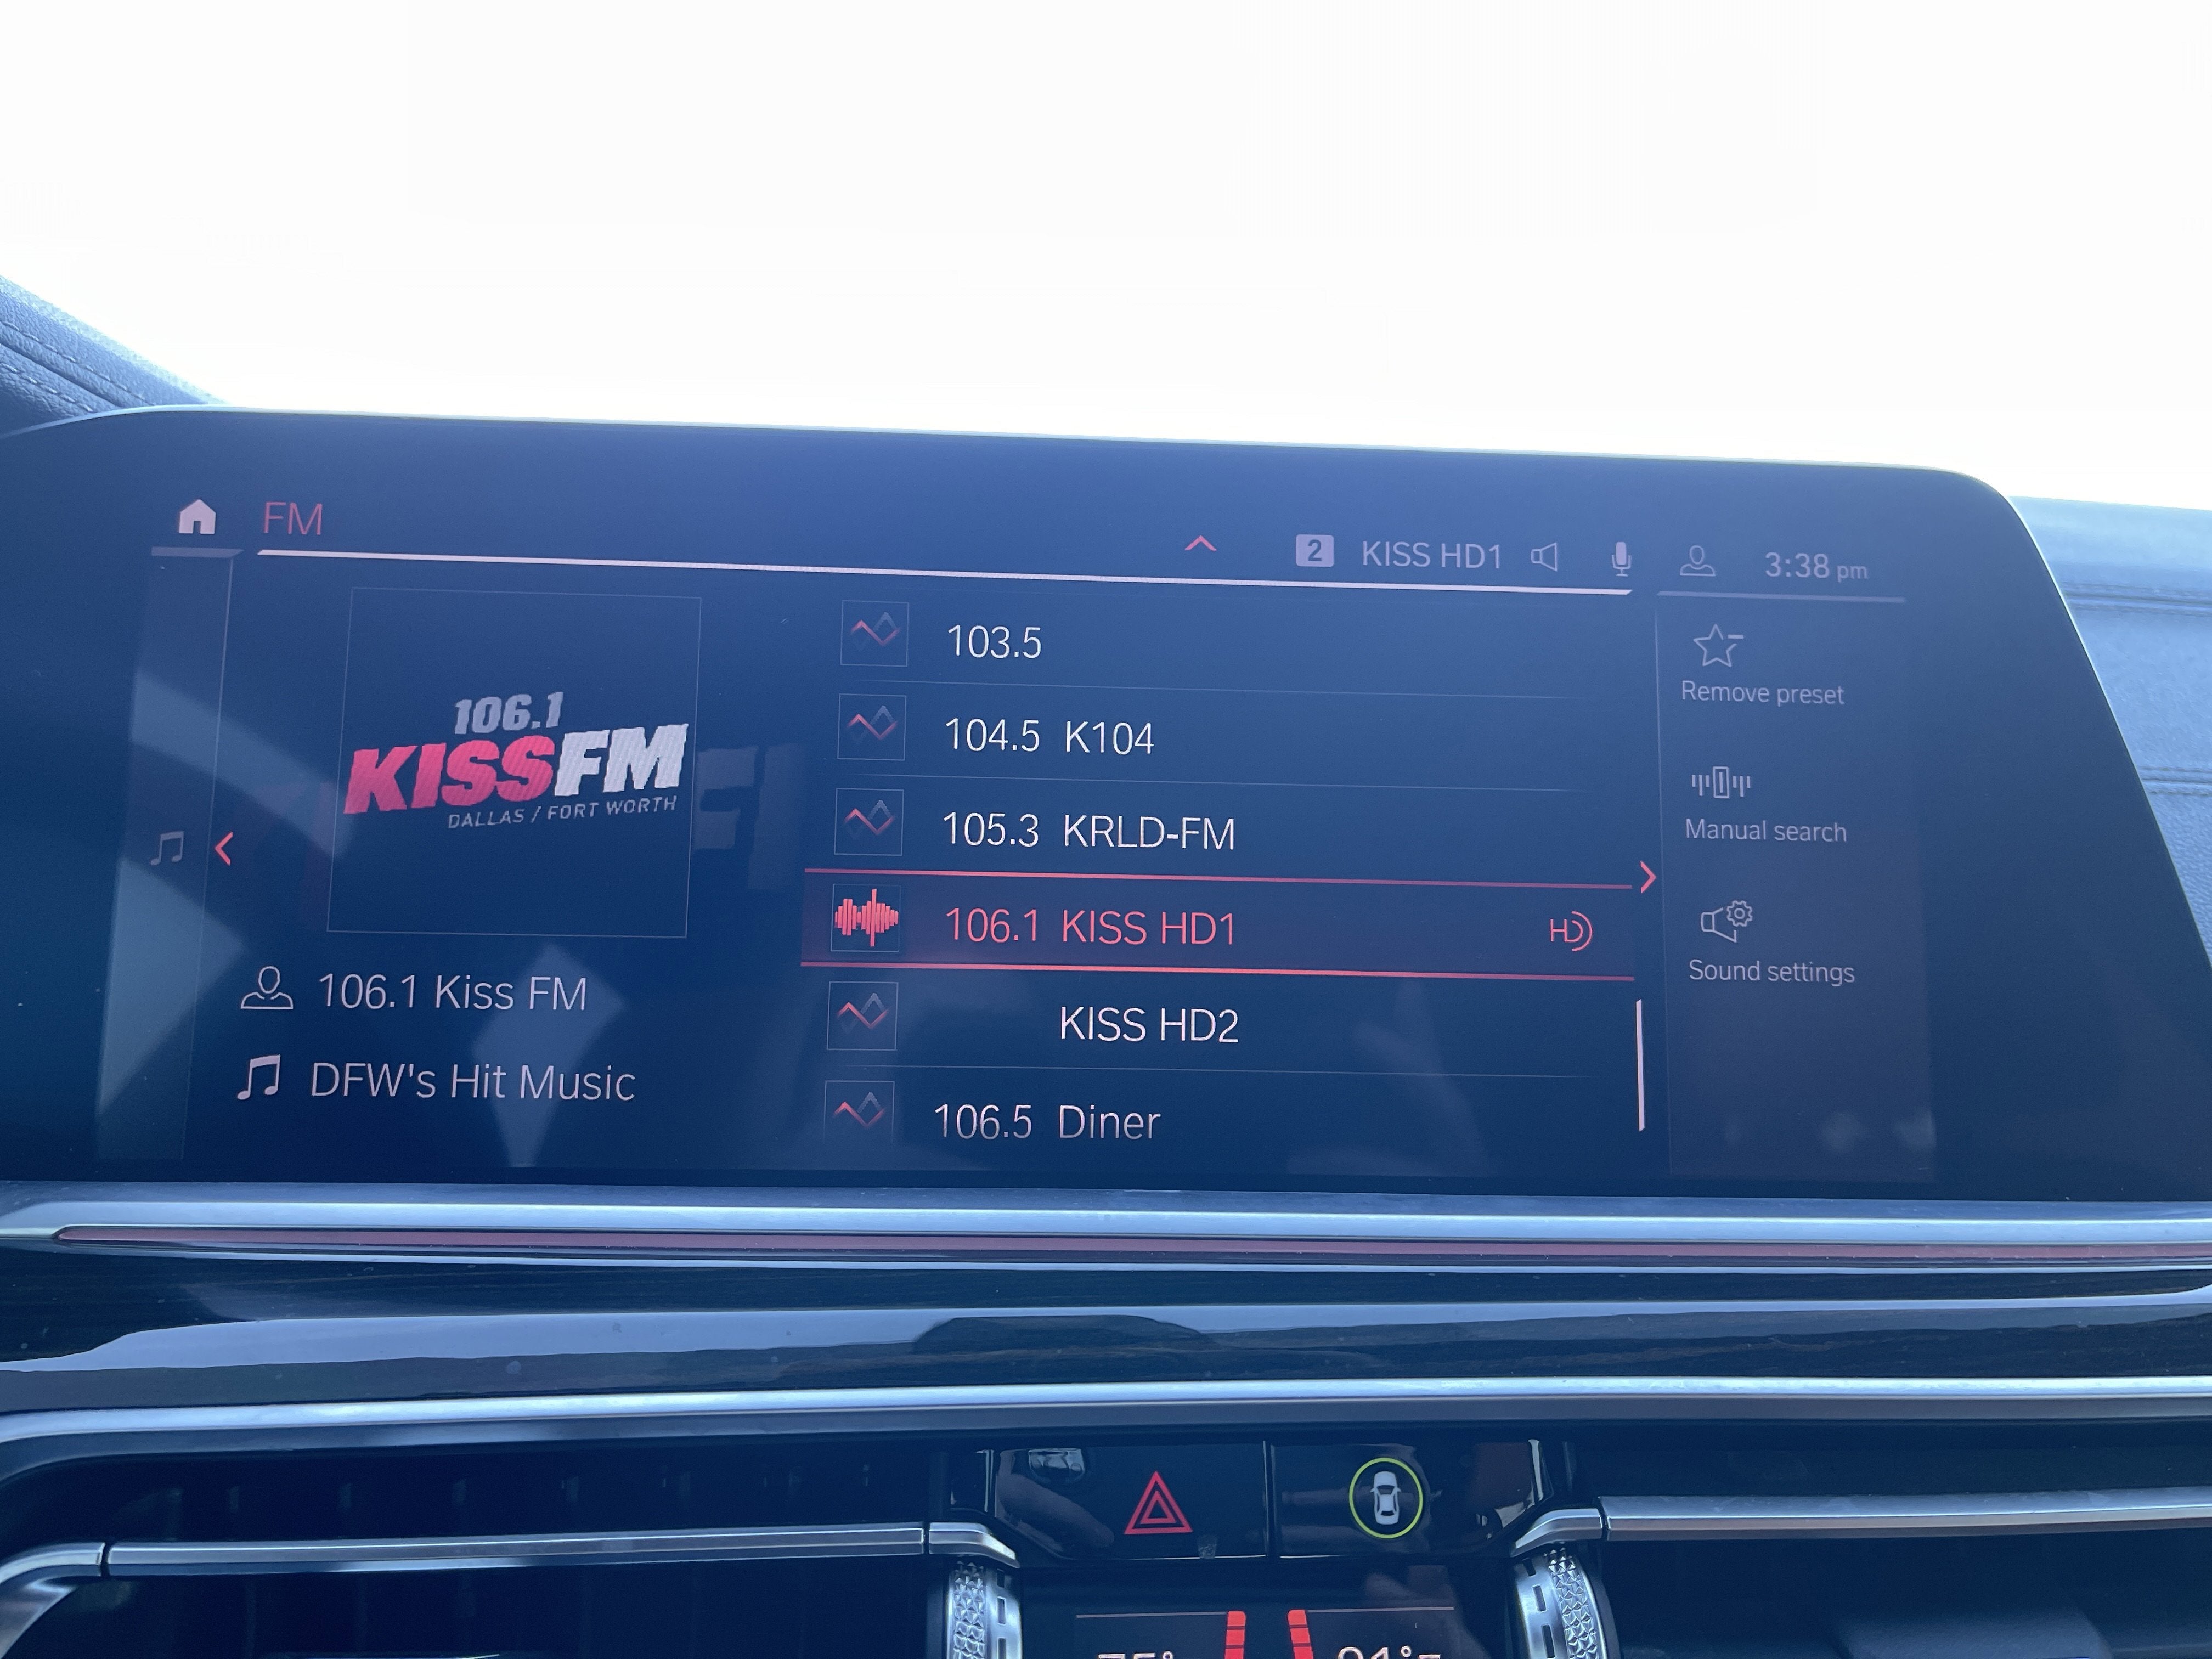 FM
2 KISS HD1
3:38 pm
106.1
KISSFM
DALLAS / FORT WORTH
106.1 Kiss FM
DFW's Hit Music
103.5
104.5 K104
105.3 KRLD-FM
106.1 KISS HD1 HD
KISS HD2
106.5 Diner
Remove preset
Manual search
Sound settings